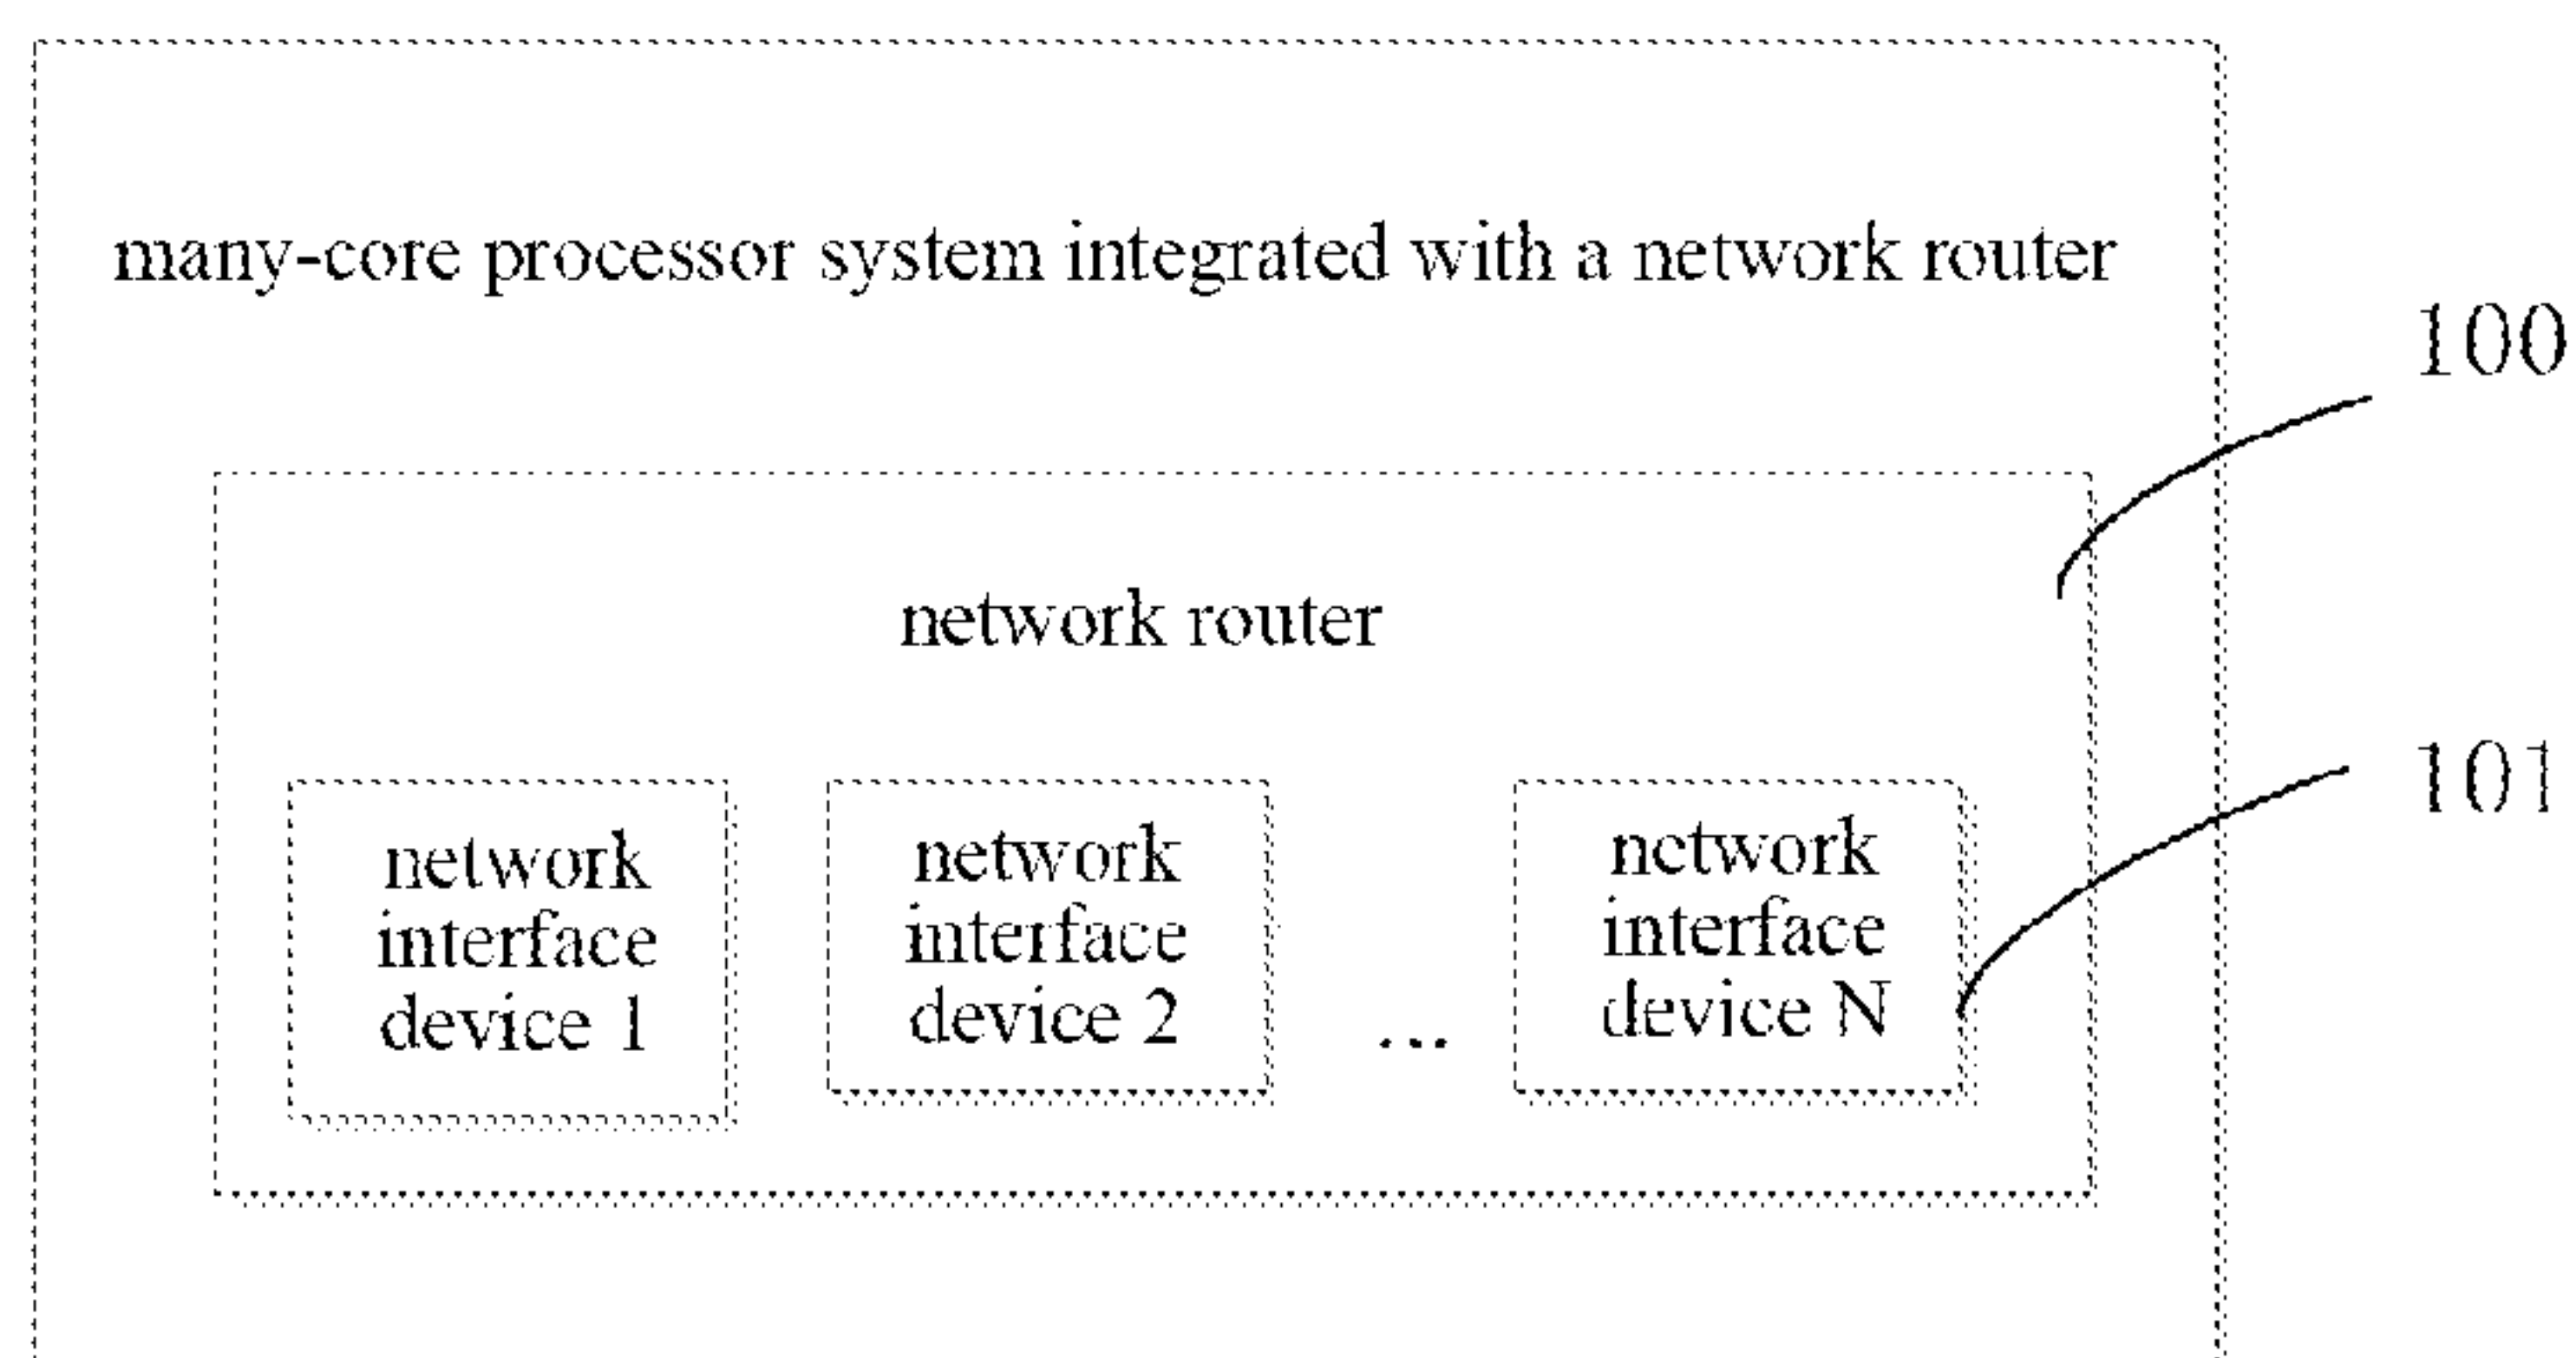 many-core processor system integrated with a network router
100
network router
101
network
interface
device 1
network
interface
device 2
...
network
interface
device N